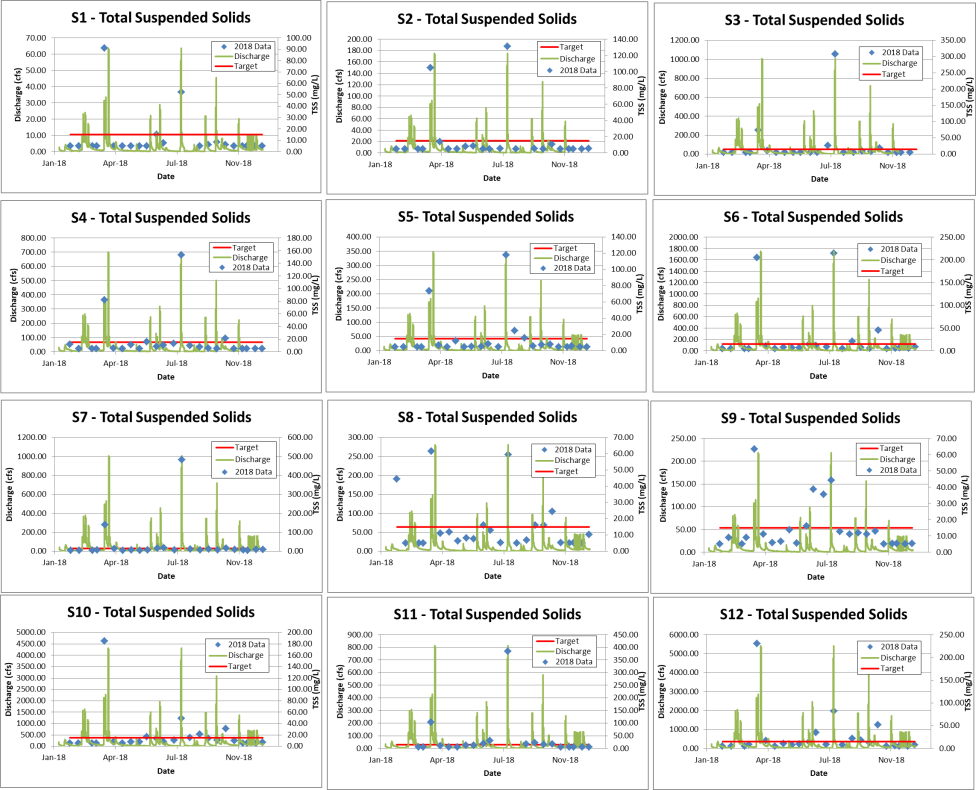 S1 - Total Suspended Solids
Discharge (cfs)
70.00
60.00
50.00
40.00
30.00
20.00
10.00
0.00
2018 Data
Discharge
Target
100.00
90.00
80.00
70.00
60.00
50.00
40.00
30.00
20.00
10.00
0.00
TSS (mg/L)
Jan-18 Apr-18 Jul-18 Nov-18
Date
S2 - Total Suspended Solids
Discharge (cfs)
200.00
180.00
160.00
140.00
120.00
100.00
80.00
60.00
40.00
20.00
0.00
Target
Discharge
2018 Data
140.00
120.00
100.00
80.00
60.00
40.00
20.00
0.00
TSS (mg/L)
Jan-18 Apr-18 Jul-18 Nov-18
Date
S3 - Total Suspended Solids
Discharge (cfs)
1200.00
1000.00
800.00
600.00
400.00
200.00
0.00
2018 Data
Discharge
Target
350.00
300.00
250.00
200.00
150.00
100.00
50.00
0.00
TSS (mg/L)
Jan-18 Apr-18 Jul-18 Nov-18
Date
S4 - Total Suspended Solids
Discharge (cfs)
800.00
700.00
600.00
500.00
400.00
300.00
200.00
100.00
0.00
Target
Discharge
2018 Data
180.00
160.00
140.00
120.00
100.00
80.00
60.00
40.00
20.00
0.00
TSS (mg/L)
Jan-18 Apr-18 Jul-18 Nov-18
Date
S5- Total Suspended Solids
Discharge (cfs)
400.00
350.00
300.00
250.00
200.00
150.00
100.00
50.00
0.00
Target
Discharge
2018 Data
140.00
120.00
100.00
80.00
60.00
40.00
20.00
0.00
TSS (mg/L)
Jan-18 Apr-18 Jul-18 Nov-18
Date
S6 - Total Suspended Solids
Discharge (cfs)
2000.00
1800.00
1600.00
1400.00
1200.00
1000.00
800.00
600.00
400.00
200.00
0.00
2018 Data
Discharge
Target
250.00
200.00
150.00
100.00
50.00
0.00
TSS (mg/L)
Jan-18 Apr-18 Jul-18 Nov-18
Date
S7 - Total Suspended Solids
Discharge (cfs)
1200.00
1000.00
800.00
600.00
400.00
200.00
0.00
Target
Discharge
2018 Data
600.00
500.00
400.00
300.00
200.00
100.00
0.00
TSS (mg/L)
Jan-18 Apr-18 Jul-18 Nov-18
Date
S8 - Total Suspended Solids
Discharge (cfs)
300.00
250.00
200.00
150.00
100.00
50.00
0.00
2018 Data
Discharge
Target
70.00
60.00
50.00
40.00
30.00
20.00
10.00
0.00
TSS (mg/L)
Jan-18 Apr-18 Jul-18 Nov-18
Date
S9 - Total Suspended Solids
Discharge (cfs)
250.00
200.00
150.00
100.00
50.00
0.00
Target
Discharge
2018 Data
70.00
60.00
50.00
40.00
30.00
20.00
10.00
0.00
TSS (mg/L)
Jan-18 Apr-18 Jul-18 Nov-18
Date
S10 - Total Suspended Solids
Discharge (cfs)
5000.00
4500.00
4000.00
3500.00
3000.00
2500.00
2000.00
1500.00
1000.00
500.00
0.00
2018 Data
Discharge
Target
200.00
180.00
160.00
140.00
120.00
100.00
80.00
60.00
40.00
20.00
0.00
TSS (mg/L)
Jan-18 Apr-18 Jul-18 Nov-18
Date
S11 - Total Suspended Solids
Discharge (cfs)
900.00
800.00
700.00
600.00
500.00
400.00
300.00
200.00
100.00
0.00
Target
Discharge
2018 Data
450.00
400.00
350.00
300.00
250.00
200.00
150.00
100.00
50.00
0.00
TSS (mg/L)
Jan-18 Apr-18 Jul-18 Nov-18
Date
S12 - Total Suspended Solids
Discharge (cfs)
6000.00
5000.00
4000.00
3000.00
2000.00
1000.00
0.00
2018 Data
Discharge
Target
250.00
200.00
150.00
100.00
50.00
0.00
TSS (mg/L)
Jan-18 Apr-18 Jul-18 Nov-18
Date